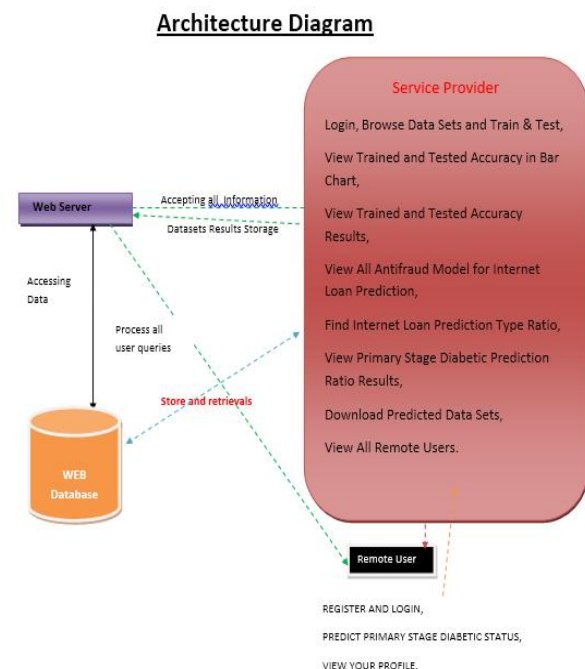 Architecture Diagram
Service Provider
Login, Browse Data Sets and Train & Test,
View Trained and Tested Accuracy in Bar
Chart,
View Trained and Tested Accuracy
Results,
View All Antifraud Model for Internet
Loan Prediction,
Find Internet Loan Prediction Type Ratio,
View Primary Stage Diabetic Prediction
Ratio Results,
Download Predicted Data Sets,
View All Remote Users.
Web Server
Accepting all Information
Datasets Results Storage
Accessing
Data
Process all
user queries
Store and retrievals
WEB
Database
Remote User
REGISTER AND LOGIN,
PREDICT PRIMARY STAGE DIABETIC STATUS,
VIEW YOUR PROFILE.